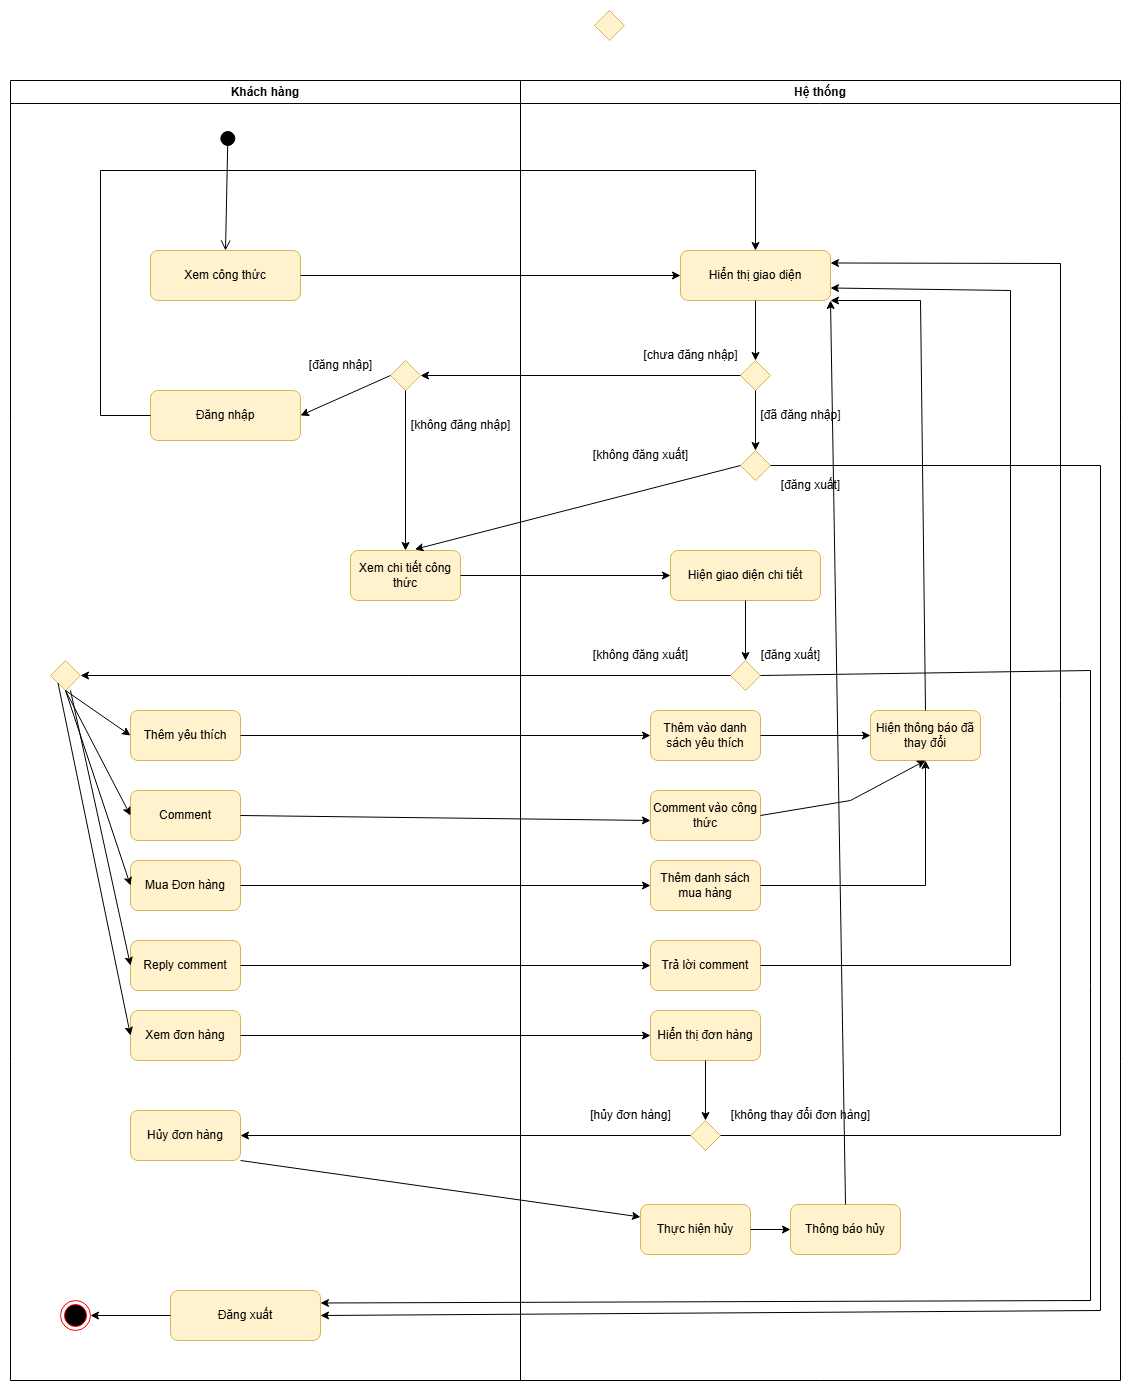 Khách hàng
Hệ thống
Xem công thức
Hiển thị giao diện
[đăng nhập]
[chưa đăng nhập]
Đăng nhập
[không đăng nhập]
[đã đăng nhập]
[không đăng xuất]
[đăng xuất]
Xem chi tiết công
thức
Hiện giao diện chi tiết
[không đăng xuất]
[đăng xuất]
Thêm yêu thích
Thêm vào danh
sách yêu thích
Hiện thông báo đã
thay đổi
Comment
Comment vào công
thức
Mua Đơn hàng
Thêm danh sách
mua hàng
Reply comment
Trả lời comment
Xem đơn hàng
Hiển thị đơn hàng
[hủy đơn hàng]
[không thay đổi đơn hàng]
Hủy đơn hàng
Thực hiện hủy
Thông báo hủy
Đăng xuất